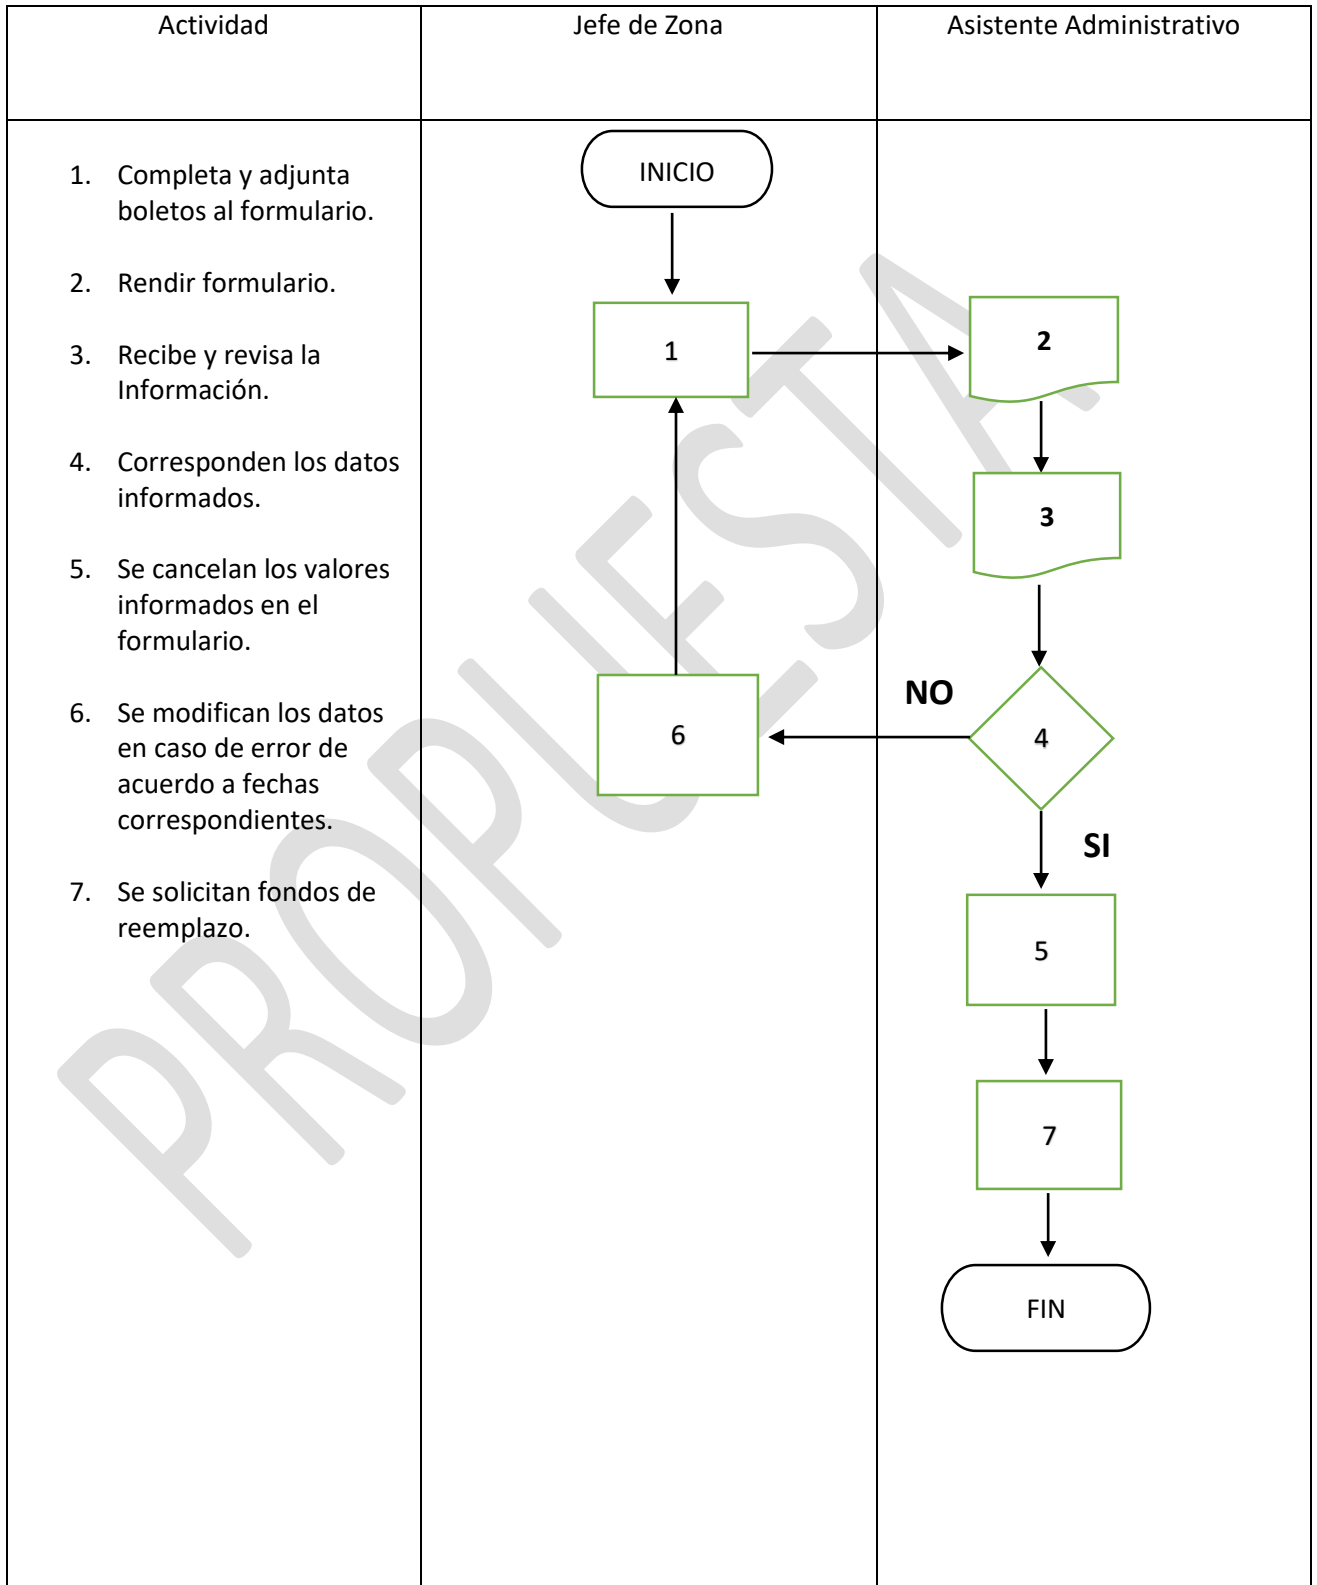 Actividad
Jefe de Zona
Asistente Administrativo
1. Completa y adjunta
boletos al formulario.
2. Rendir formulario.
3. Recibe y revisa la
Información.
4. Corresponden los datos
informados.
5. Se cancelan los valores
informados en el
formulario.
6. Se modifican los datos
en caso de error de
acuerdo a fechas
correspondientes.
7. Se solicitan fondos de
reemplazo.
INICIO
1
2
3
NO
6
4
SI
5
7
FIN
PROPUESTA